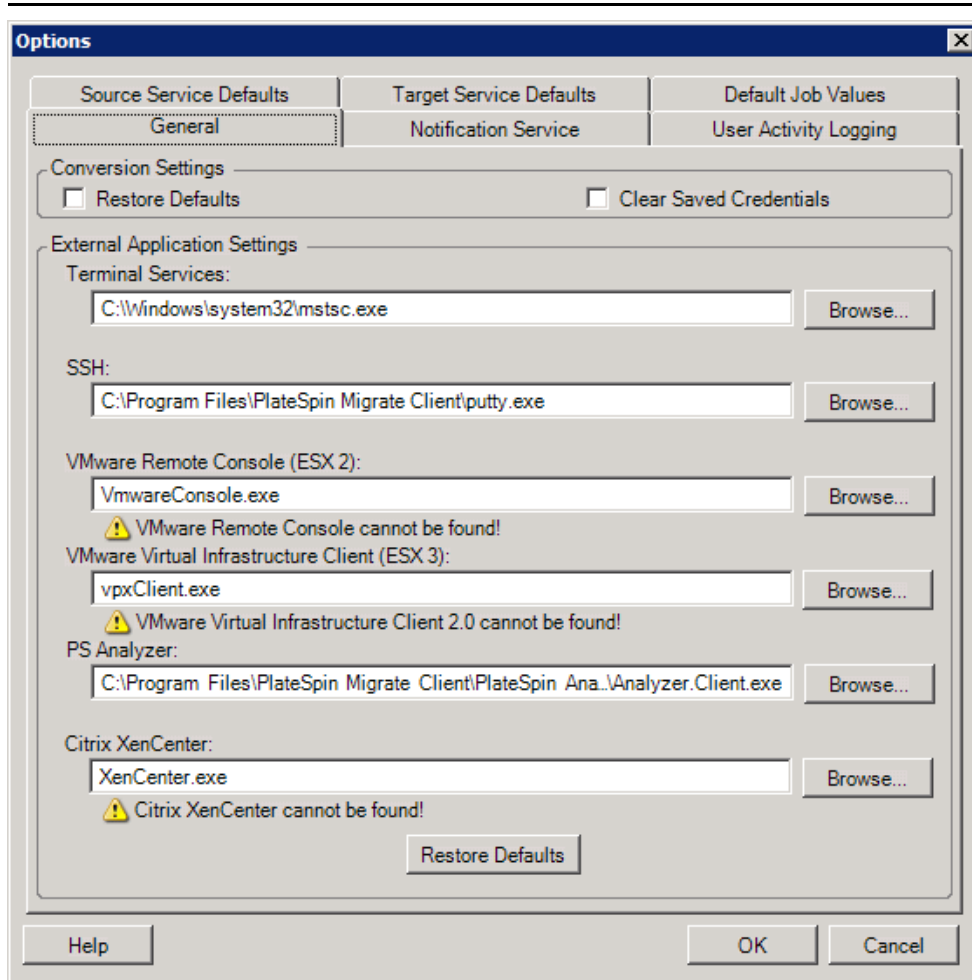 Options
Source Service Defaults
Target Service Defaults
Default Job Values
General
Notification Service
User Activity Logging
Conversion Settings
Restore Defaults
Clear Saved Credentials
External Application Settings
Terminal Services:
C:\Windows\system32\mstsc.exe
Browse...
SSH:
C:\Program Files\PlateSpin Migrate Client\putty.exe
Browse...
VMware Remote Console (ESX 2):
VmwareConsole.exe
Browse...
VMware Remote Console cannot be found!
VMware Virtual Infrastructure Client (ESX 3):
vpxClient.exe
Browse...
VMware Virtual Infrastructure Client 2.0 cannot be found!
PS Analyzer:
C:\Program Files\PlateSpin Migrate Client\PlateSpin Ana..\Analyzer.Client.exe
Browse...
Citrix XenCenter:
XenCenter.exe
Browse...
Citrix XenCenter cannot be found!
Restore Defaults
Help
OK
Cancel